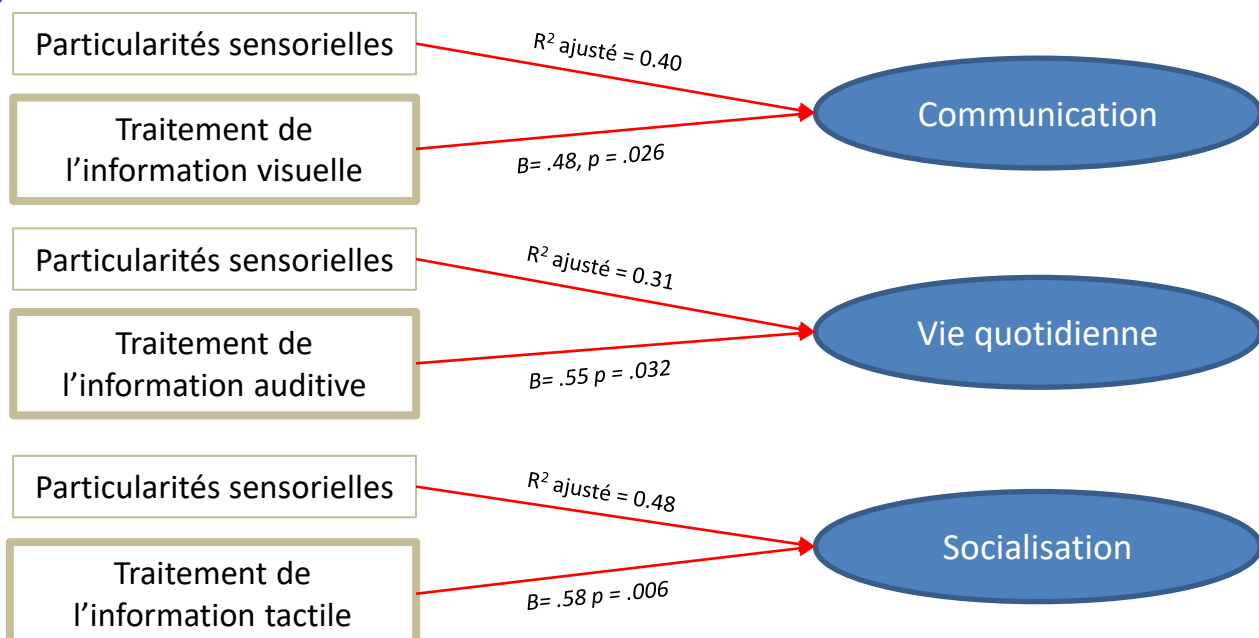 Particularités sensorielles
R² ajusté = 0.40
Traitement de
l’information visuelle
B= .48, p = .026
Communication
Particularités sensorielles
R² ajusté = 0.31
Traitement de
l’information auditive
B= .55 p = .032
Vie quotidienne
Particularités sensorielles
R² ajusté = 0.48
Traitement de
l’information tactile
B= .58 p = .006
Socialisation